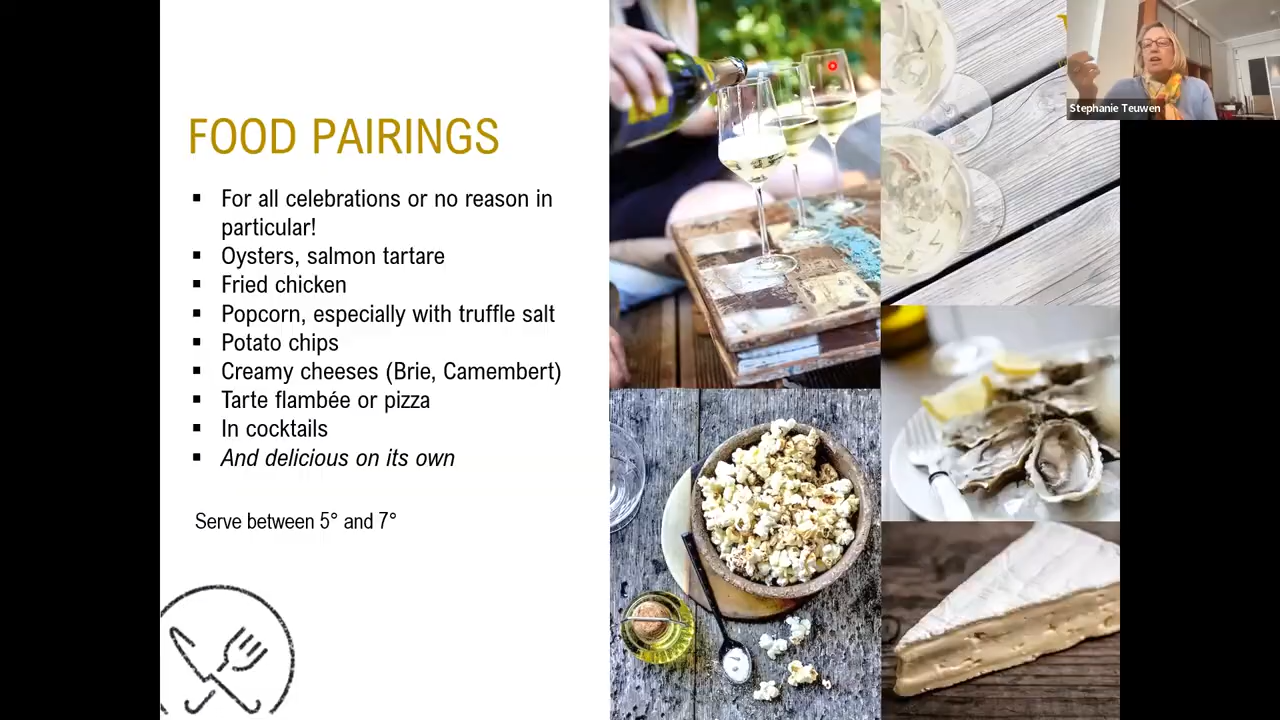 FOOD PAIRINGS
▪ For all celebrations or no reason in
particular!
▪ Oysters, salmon tartare
▪ Fried chicken
▪ Popcorn, especially with truffle salt
▪ Potato chips
▪ Creamy cheeses (Brie, Camembert)
▪ Tarte flambée or pizza
▪ In cocktails
▪ And delicious on its own
Serve between 5° and 7°
Stephanie Teuwen